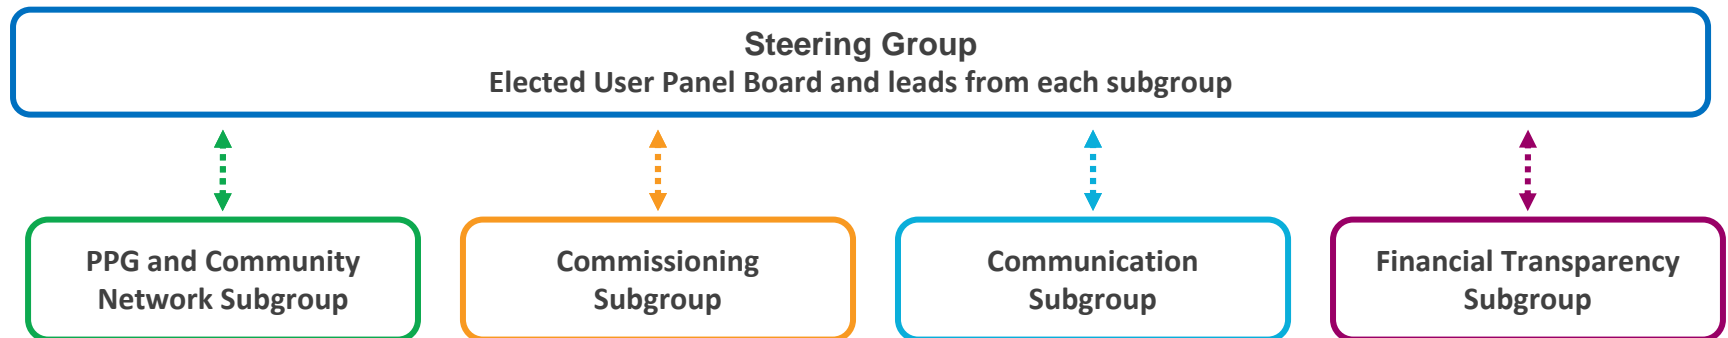 Steering Group
Elected User Panel Board and leads from each subgroup
PPG and Community
Network Subgroup
Commissioning
Subgroup
Communication
Subgroup
Financial Transparency
Subgroup